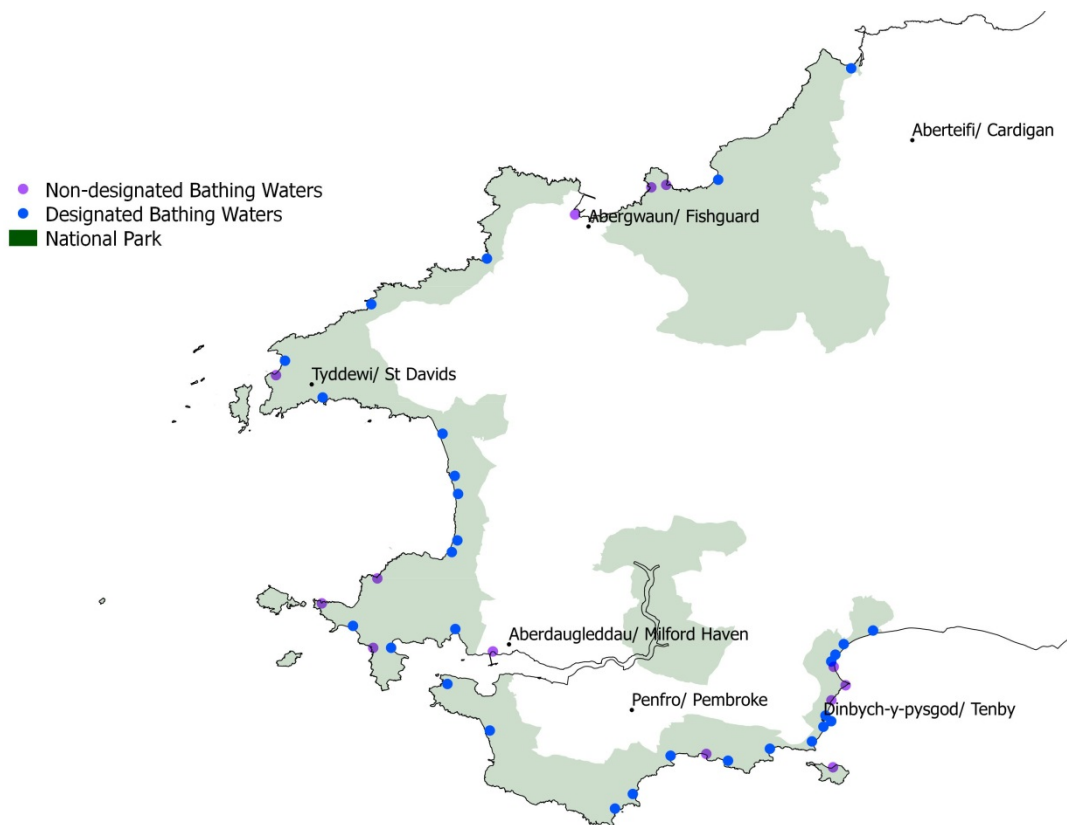 Aberteifi/ Cardigan
Non-designated Bathing Waters
Designated Bathing Waters
National Park
Abergwaun/ Fishguard
Tyddewi/ St Davids
Aberdaugleddau/ Milford Haven
Penfro/ Pembroke
Dinbych-y-pysgod/ Tenby